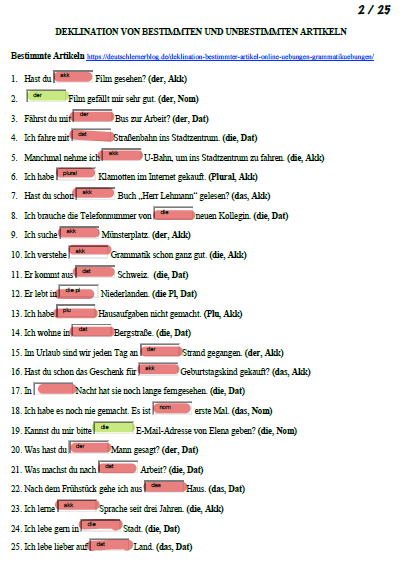 2 / 25
DEKLINATION VON BESTIMMTEN UND UNBESTIMMTEN ARTIKELN
Bestimmte Artikeln https://deutschlernerblog.de/deklination-bestimmter-artikel-online-uebungen-grammatikuebungen/
1. Hast du akk Film gesehen? (der, Akk)
2. der Film gefällt mir sehr gut. (der, Nom)
3. Fährst du mit der Bus zur Arbeit? (der, Dat)
4. Ich fahre mit dat Straßenbahn ins Stadtzentrum. (die, Dat)
5. Manchmal nehme ich akk U-Bahn, um ins Stadtzentrum zu fahren. (die, Akk)
6. Ich habe plural Klamotten im Internet gekauft. (Plural, Akk)
7. Hast du schon akk Buch „Herr Lehmann" gelesen? (das, Akk)
8. Ich brauche die Telefonnummer von die neuen Kollegin. (die, Dat)
9. Ich suche akk Münsterplatz. (der, Akk)
10. Ich verstehe akk Grammatik schon ganz gut. (die, Akk)
11. Er kommt aus dat Schweiz. (die, Dat)
12. Er lebt in die pl Niederlanden. (die Pl, Dat)
13. Ich habe plu Hausaufgaben nicht gemacht. (Plu, Akk)
14. Ich wohne in dat Bergstraße. (die, Dat)
15. Im Urlaub sind wir jeden Tag an der Strand gegangen. (der, Akk)
16. Hast du schon das Geschenk für akk Geburtstagskind gekauft? (das, Akk)
17. In Nacht hat sie noch lange ferngesehen. (die, Dat)
18. Ich habe es noch nie gemacht. Es ist nom erste Mal. (das, Nom)
19. Kannst du mir bitte die E-Mail-Adresse von Elena geben? (die, Nom)
20. Was hast du der Mann gesagt? (der, Dat)
21. Was machst du nach dat Arbeit? (die, Dat)
22. Nach dem Frühstück gehe ich aus das Haus. (das, Dat)
23. Ich lerne akk Sprache seit drei Jahren. (die, Akk)
24. Ich lebe gern in die Stadt. (die, Dat)
25. Ich lebe lieber auf dat Land. (das, Dat)